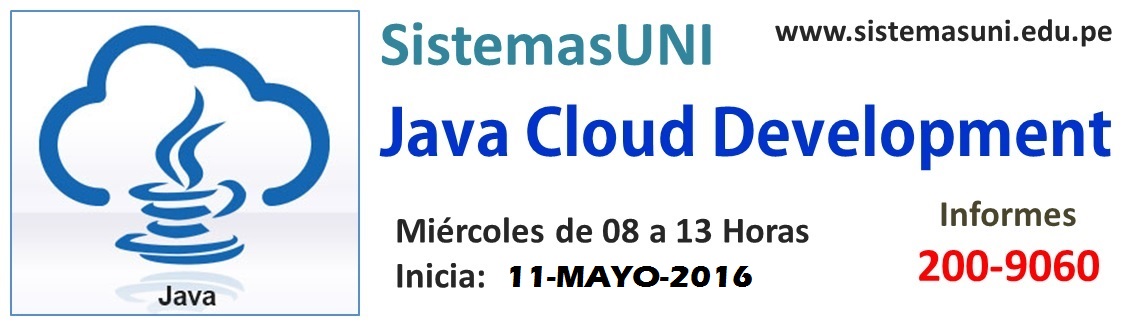 SistemasUNI
www.sistemasuni.edu.pe
Java Cloud Development
Miércoles de 08 a 13 Horas
Inicia: 11-MAYO-2016
Informes
200-9060
Java